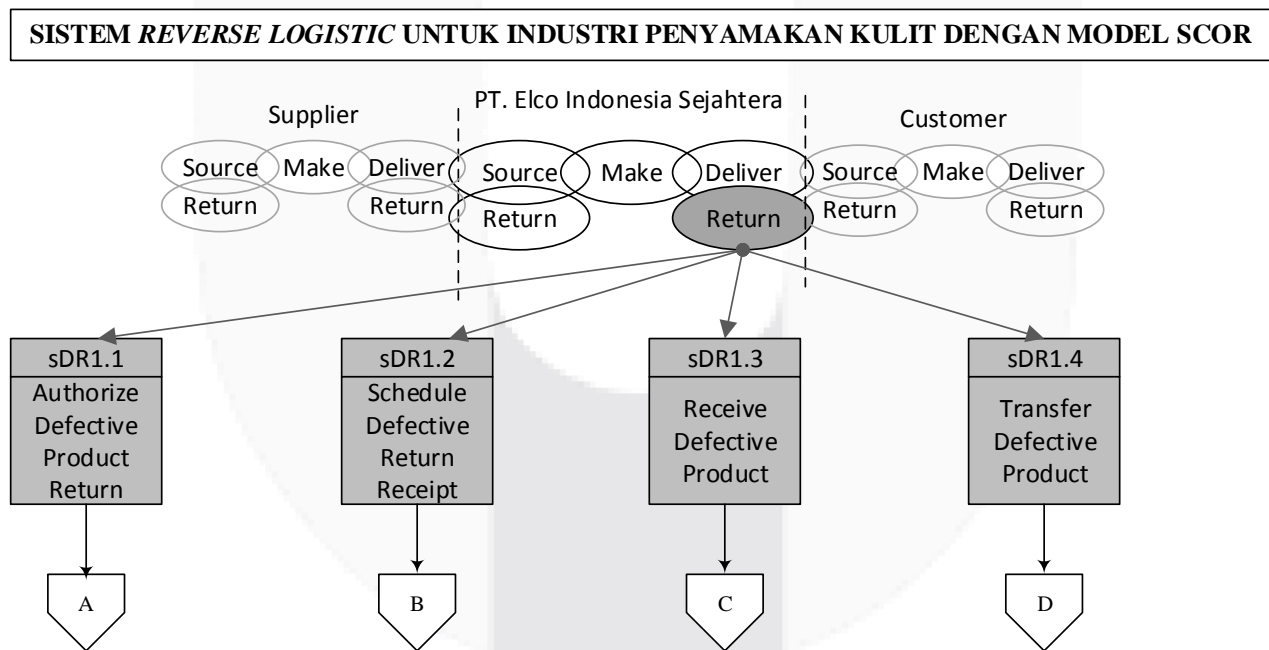 SISTEM REVERSE LOGISTIC UNTUK INDUSTRI PENYAMAKAN KULIT DENGAN MODEL SCOR
Supplier
PT. Elco Indonesia Sejahtera
Customer
Source Make Deliver
Return Return
Source Make Deliver
Return Return
Source Make Deliver
Return Return
sDR1.1
Authorize
Defective
Product
Return
sDR1.2
Schedule
Defective
Return
Receipt
sDR1.3
Receive
Defective
Product
sDR1.4
Transfer
Defective
Product
A
B
C
D